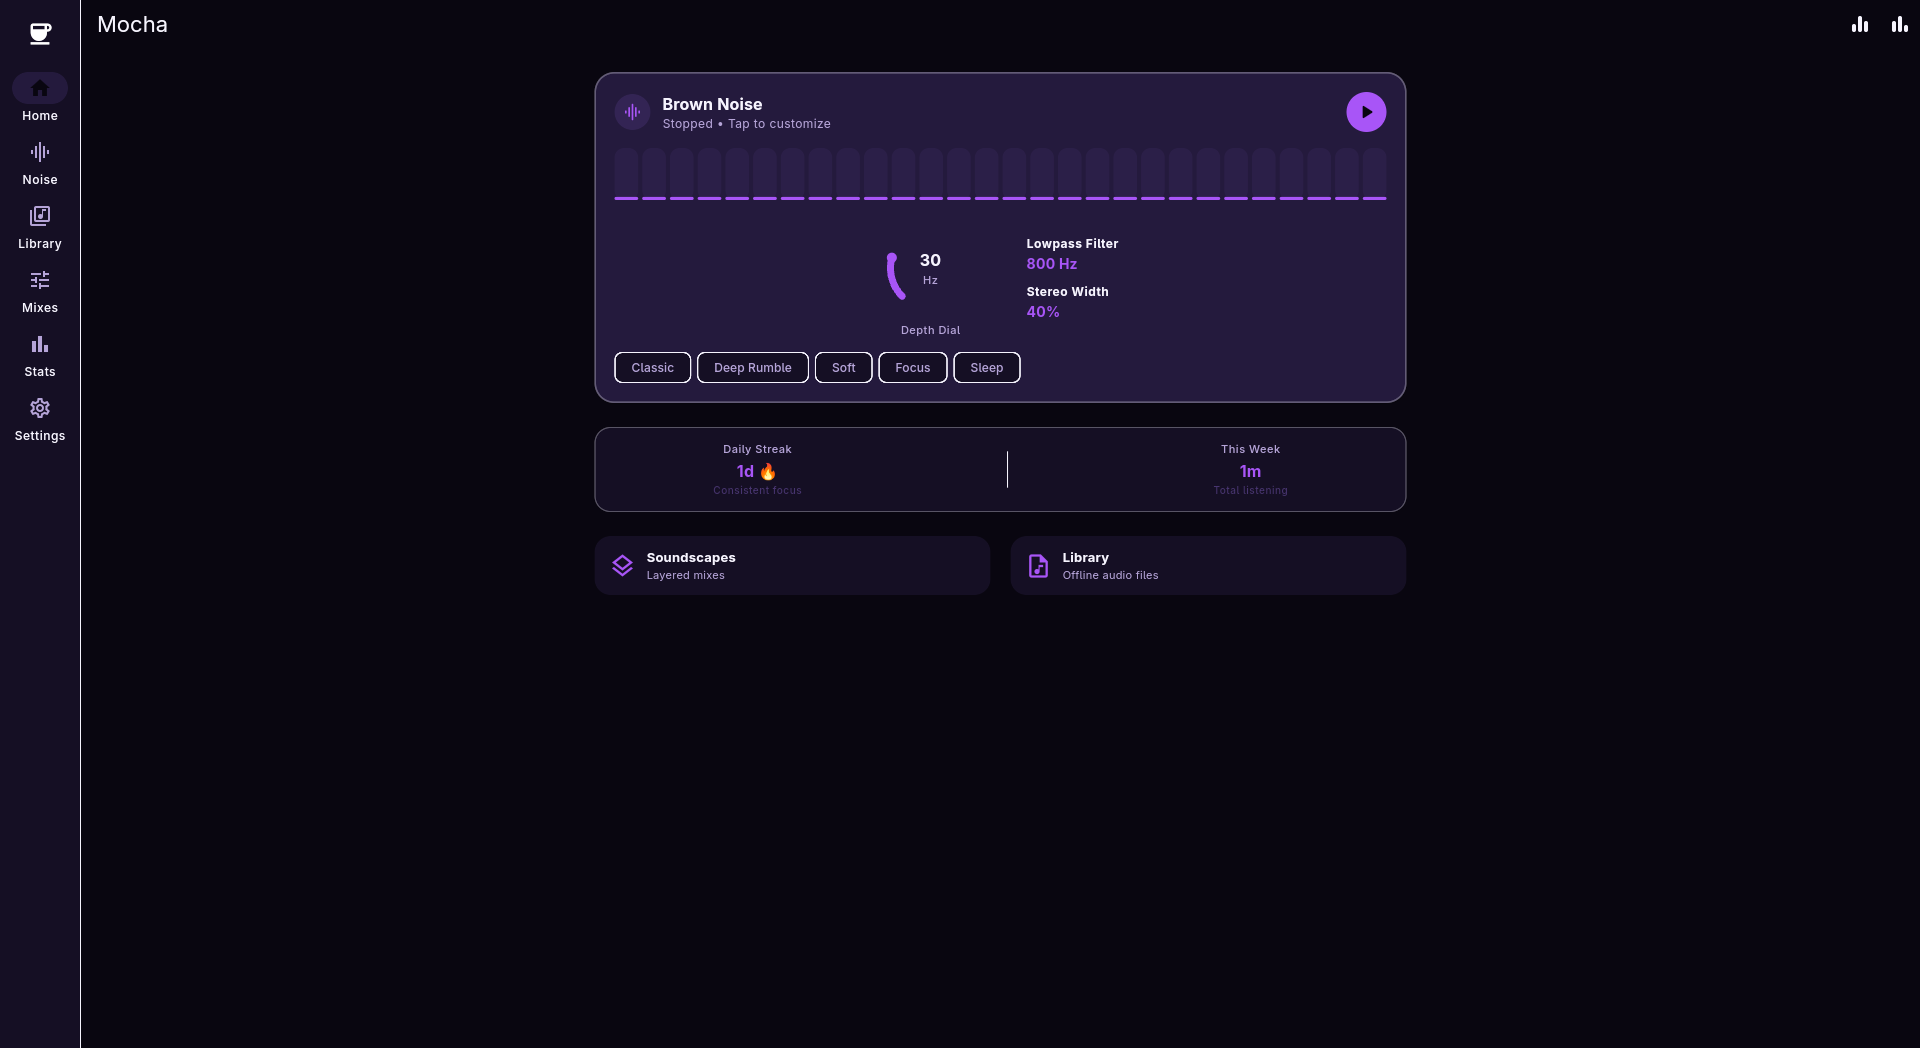 Mocha
Home
Noise
Library
Mixes
Stats
Settings
Brown Noise
Stopped • Tap to customize
30
Hz
Depth Dial
Lowpass Filter
800 Hz
Stereo Width
40%
Classic
Deep Rumble
Soft
Focus
Sleep
Daily Streak
1d 🔥
Consistent focus
This Week
1m
Total listening
Soundscapes
Layered mixes
Library
Offline audio files